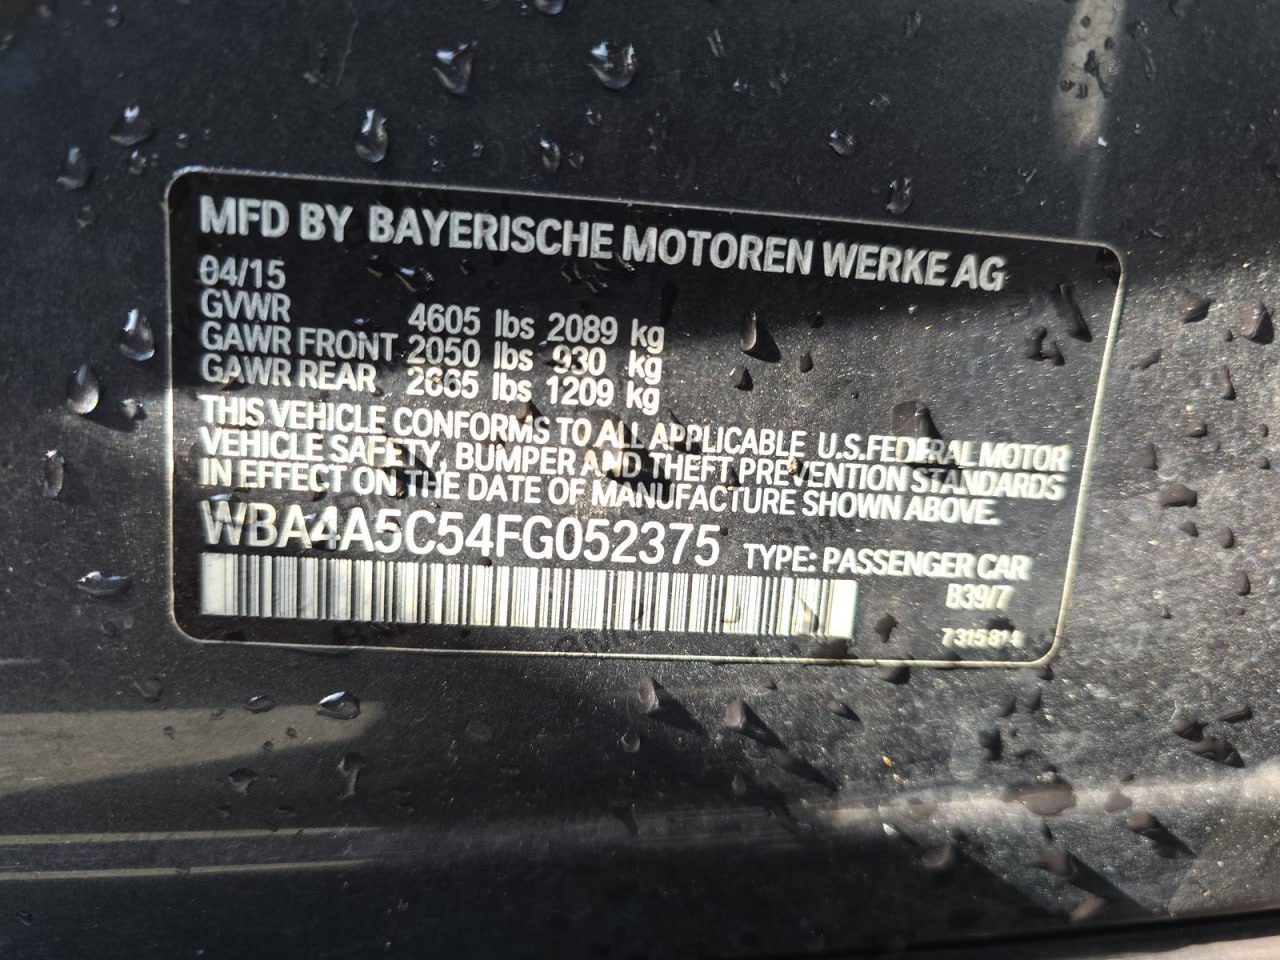 MFD BY BAYERISCHE MOTOREN WERKE AG
04/15
GVWR 4605 lbs 2089 kg
GAWR FRONT 2050 lbs 930 kg
GAWR REAR 2665 lbs 1209 kg
THIS VEHICLE CONFORMS TO ALL APPLICABLE U.S.FEDERAL MOTOR
VEHICLE SAFETY, BUMPER AND THEFT PREVENTION STANDARDS
IN EFFECT ON THE DATE OF MANUFACTURE SHOWN ABOVE.
WBA4A5C54FG052375 TYPE: PASSENGER CAR
B39/7
7315814